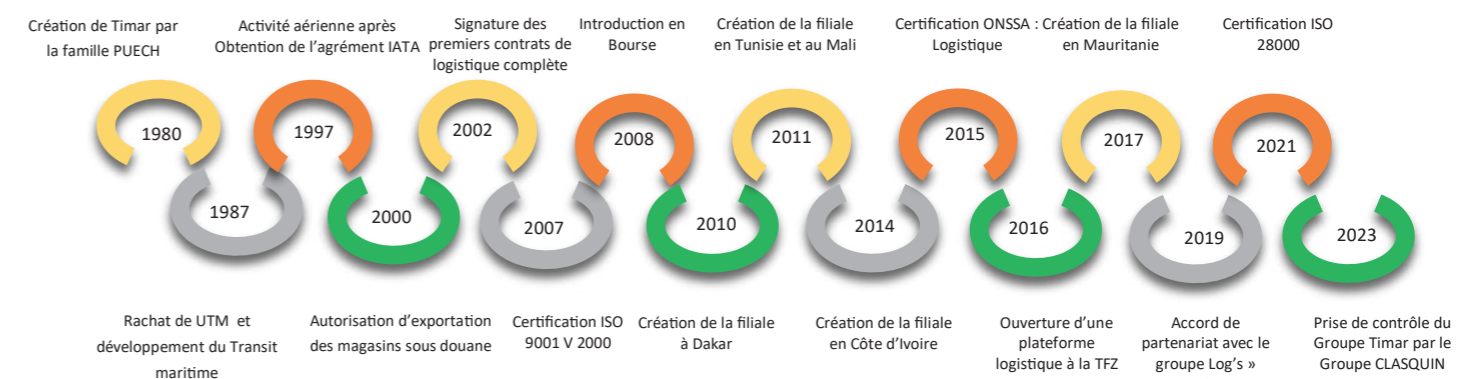 Création de Timar par
la famille PUECH
1980
Rachat de UTM et
développement du Transit
maritime
1987
Activité aérienne après
Obtention de l'agrément IATA
1997
Autorisation d'exportation
des magasins sous douane
2000
Signature des
premiers contrats de
logistique complète
2002
Certification ISO
9001 V 2000
2007
Introduction en
Bourse
2008
Création de la filiale
à Dakar
2010
Création de la filiale
en Tunisie et au Mali
2011
Création de la filiale
en Côte d'Ivoire
2014
Certification ONSSA :
Logistique
2015
Ouverture d'une
plateforme
logistique à la TFZ
2016
Création de la filiale
en Mauritanie
2017
Accord de
partenariat avec le
groupe Log's »
2019
Certification ISO
28000
2021
Prise de contrôle du
Groupe Timar par le
Groupe CLASQUIN
2023